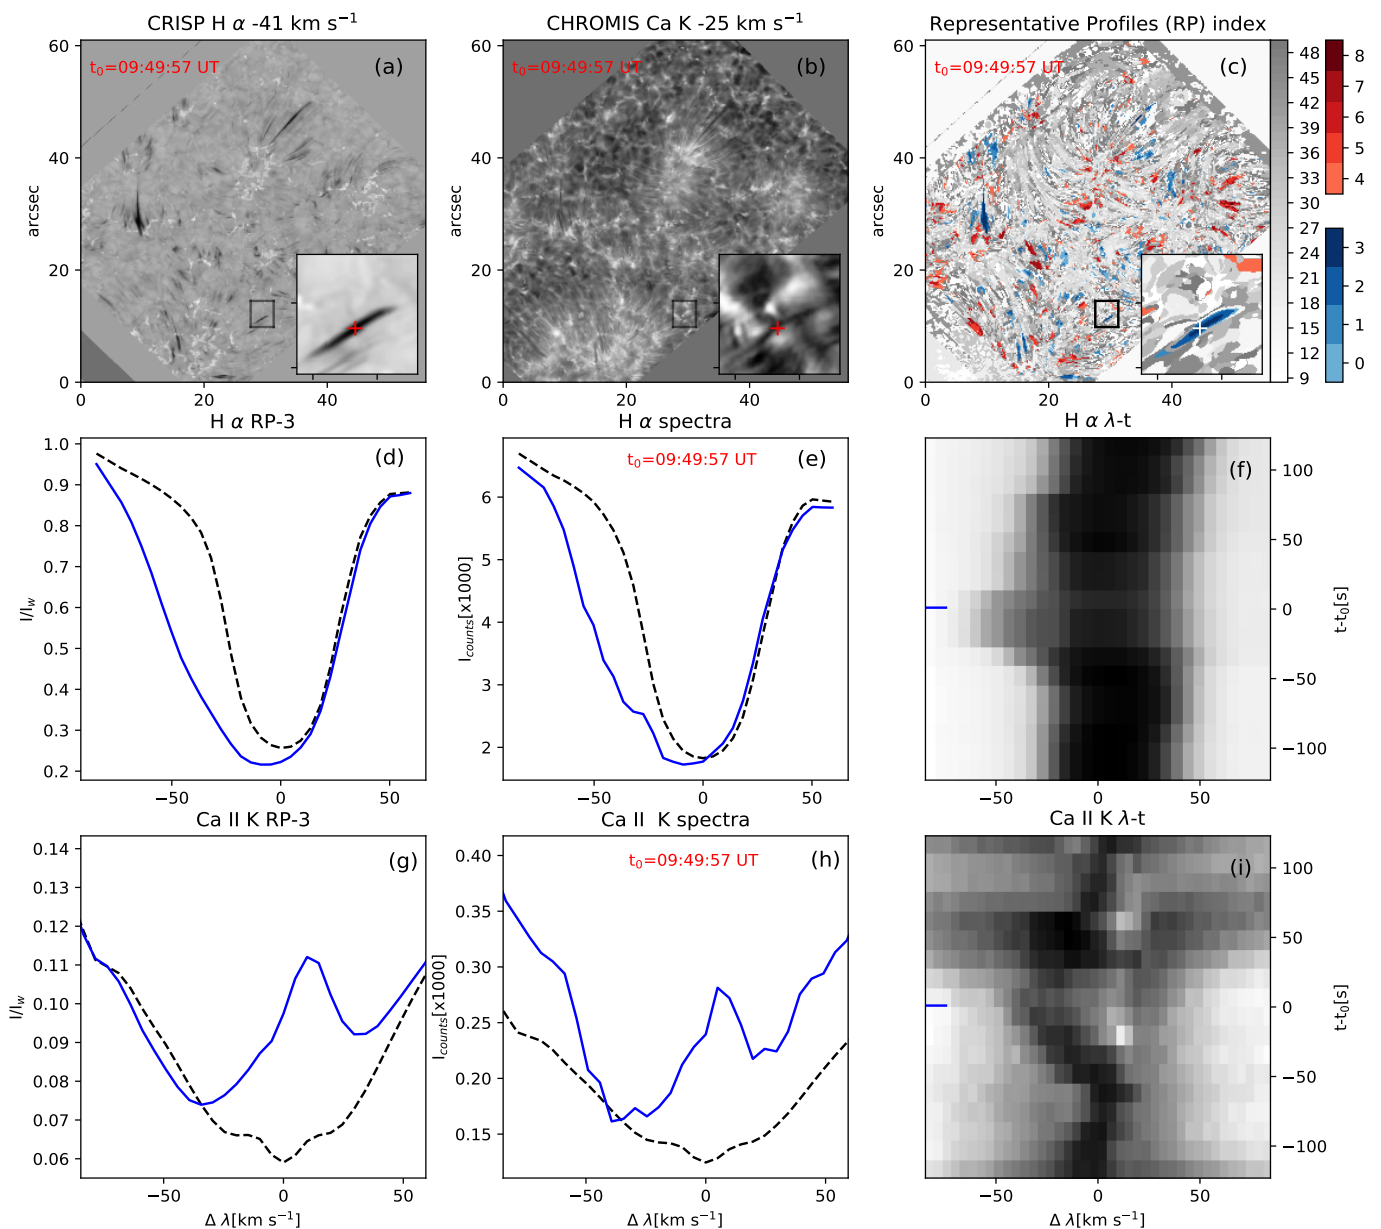 CRISP H α -41 km s⁻¹
CHROMIS Ca K -25 km s⁻¹
Representative Profiles (RP) index
t₀=09:49:57 UT
(a)
t₀=09:49:57 UT
(b)
t₀=09:49:57 UT
(c)
arcsec
60
40
20
0
0 20 40
arcsec
60
40
20
0
0 20 40
arcsec
60
40
20
0
0 20 40
48
45
42
39
36
33
30
27
24
21
18
15
12
9
8
7
6
5
4
3
2
1
0
H α RP-3
(d)
I/I_w
1.0
0.9
0.8
0.7
0.6
0.5
0.4
0.3
0.2
−50 0 50
H α spectra
t₀=09:49:57 UT
(e)
I_counts[x1000]
6
5
4
3
2
−50 0 50
H α λ-t
(f)
100
50
0
−50
−100
t-t₀[s]
−50 0 50
Ca II K RP-3
(g)
I/I_w
0.14
0.13
0.12
0.11
0.10
0.09
0.08
0.07
0.06
−50 0 50
Δ λ[km s⁻¹]
Ca II K spectra
t₀=09:49:57 UT
(h)
I_counts[x1000]
0.40
0.35
0.30
0.25
0.20
0.15
−50 0 50
Δ λ[km s⁻¹]
Ca II K λ-t
(i)
100
50
0
−50
−100
t-t₀[s]
−50 0 50
Δ λ[km s⁻¹]